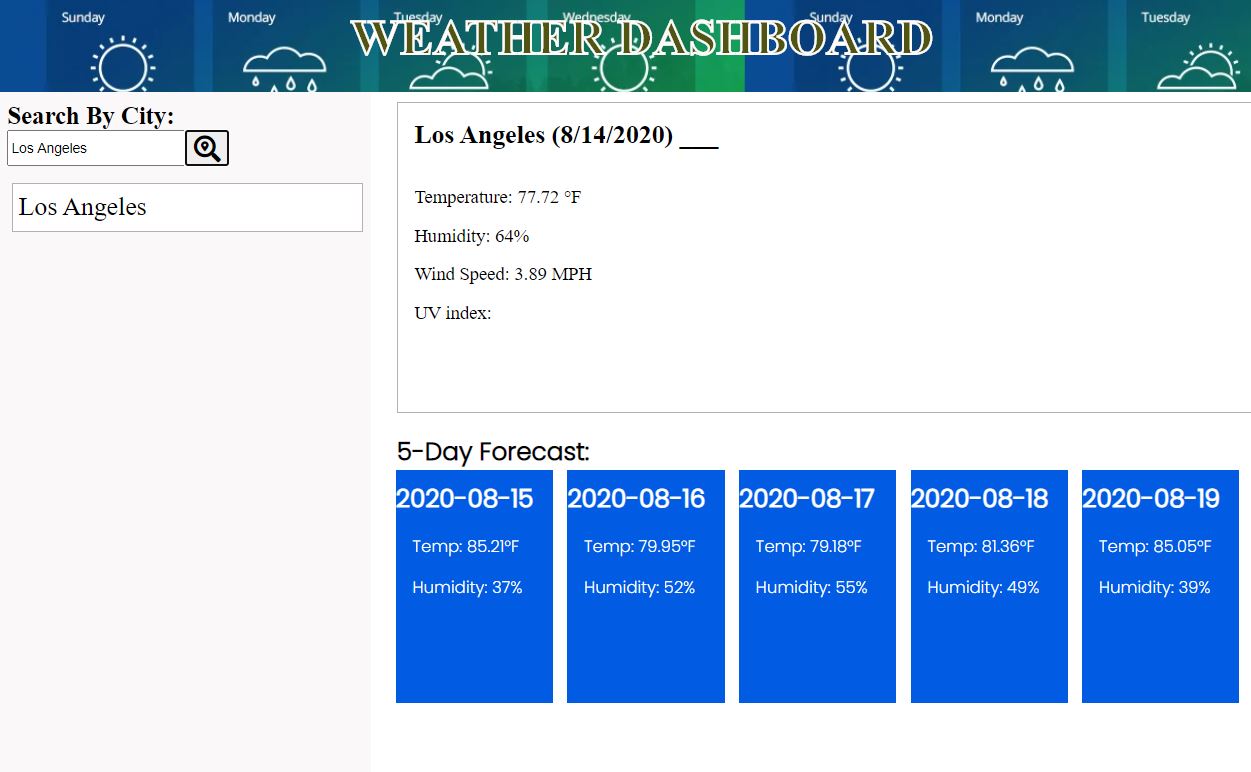 Sunday Monday Tuesday Wednesday Sunday Monday Tuesday
WEATHER DASHBOARD
Search By City:
Los Angeles
Los Angeles
Los Angeles (8/14/2020) ___
Temperature: 77.72 °F
Humidity: 64%
Wind Speed: 3.89 MPH
UV index:
5-Day Forecast:
2020-08-15 2020-08-16 2020-08-17 2020-08-18 2020-08-19
Temp: 85.21°F Temp: 79.95°F Temp: 79.18°F Temp: 81.36°F Temp: 85.05°F
Humidity: 37% Humidity: 52% Humidity: 55% Humidity: 49% Humidity: 39%